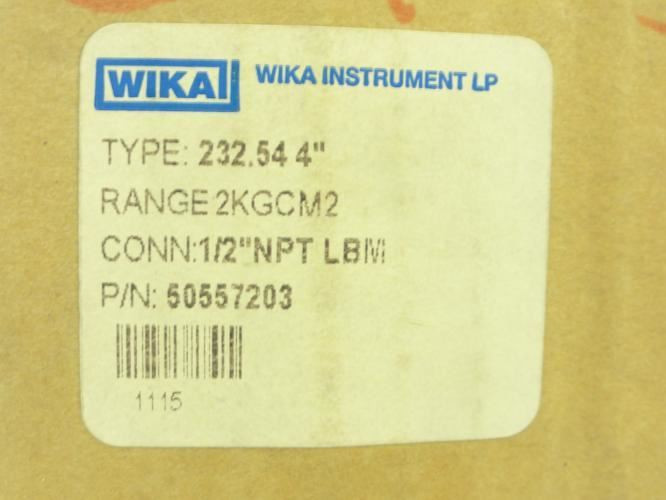 WIKA WIKA INSTRUMENT LP
TYPE: 232.54 4"
RANGE:2KGCM2
CONN:1/2"NPT LBM
P/N: 50557203
1115